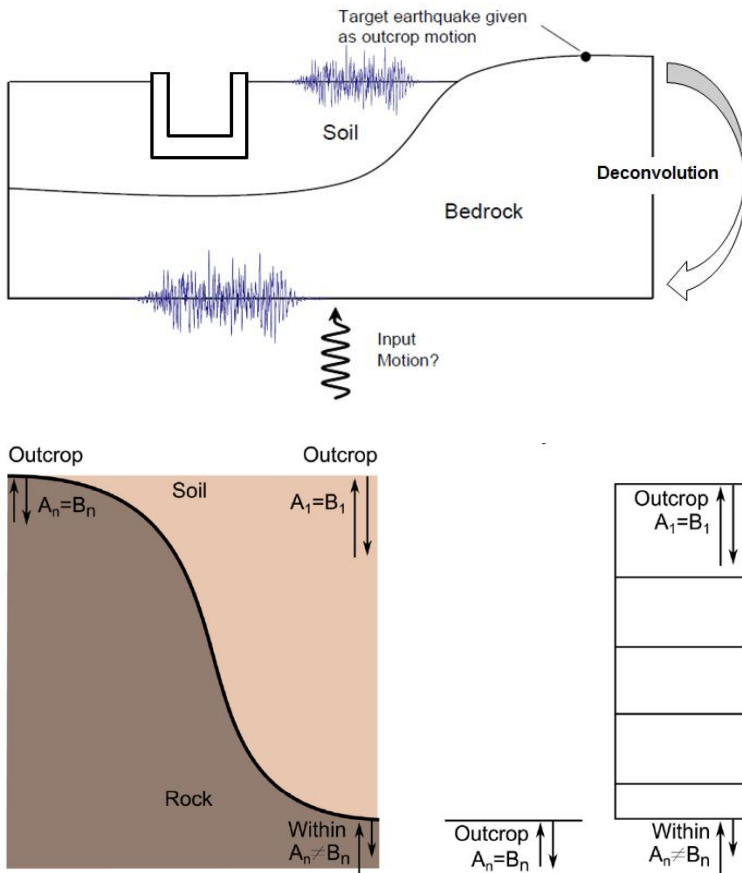 Target earthquake given
as outcrop motion
Soil
Deconvolution
Bedrock
Input
Motion?
Outcrop
Outcrop
Soil
Aₙ=Bₙ
A₁=B₁
Rock
Within
Aₙ≠Bₙ
Outcrop
Aₙ=Bₙ
Outcrop
A₁=B₁
Within
Aₙ≠Bₙ